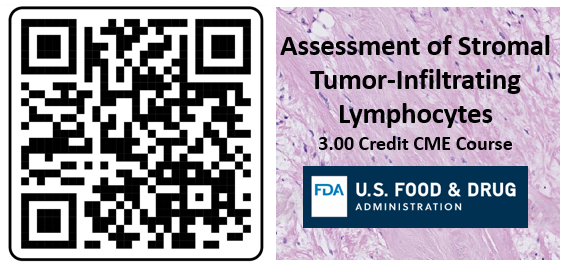 Assessment of Stromal
Tumor-Infiltrating
Lymphocytes
3.00 Credit CME Course
FDA U.S. FOOD & DRUG
ADMINISTRATION